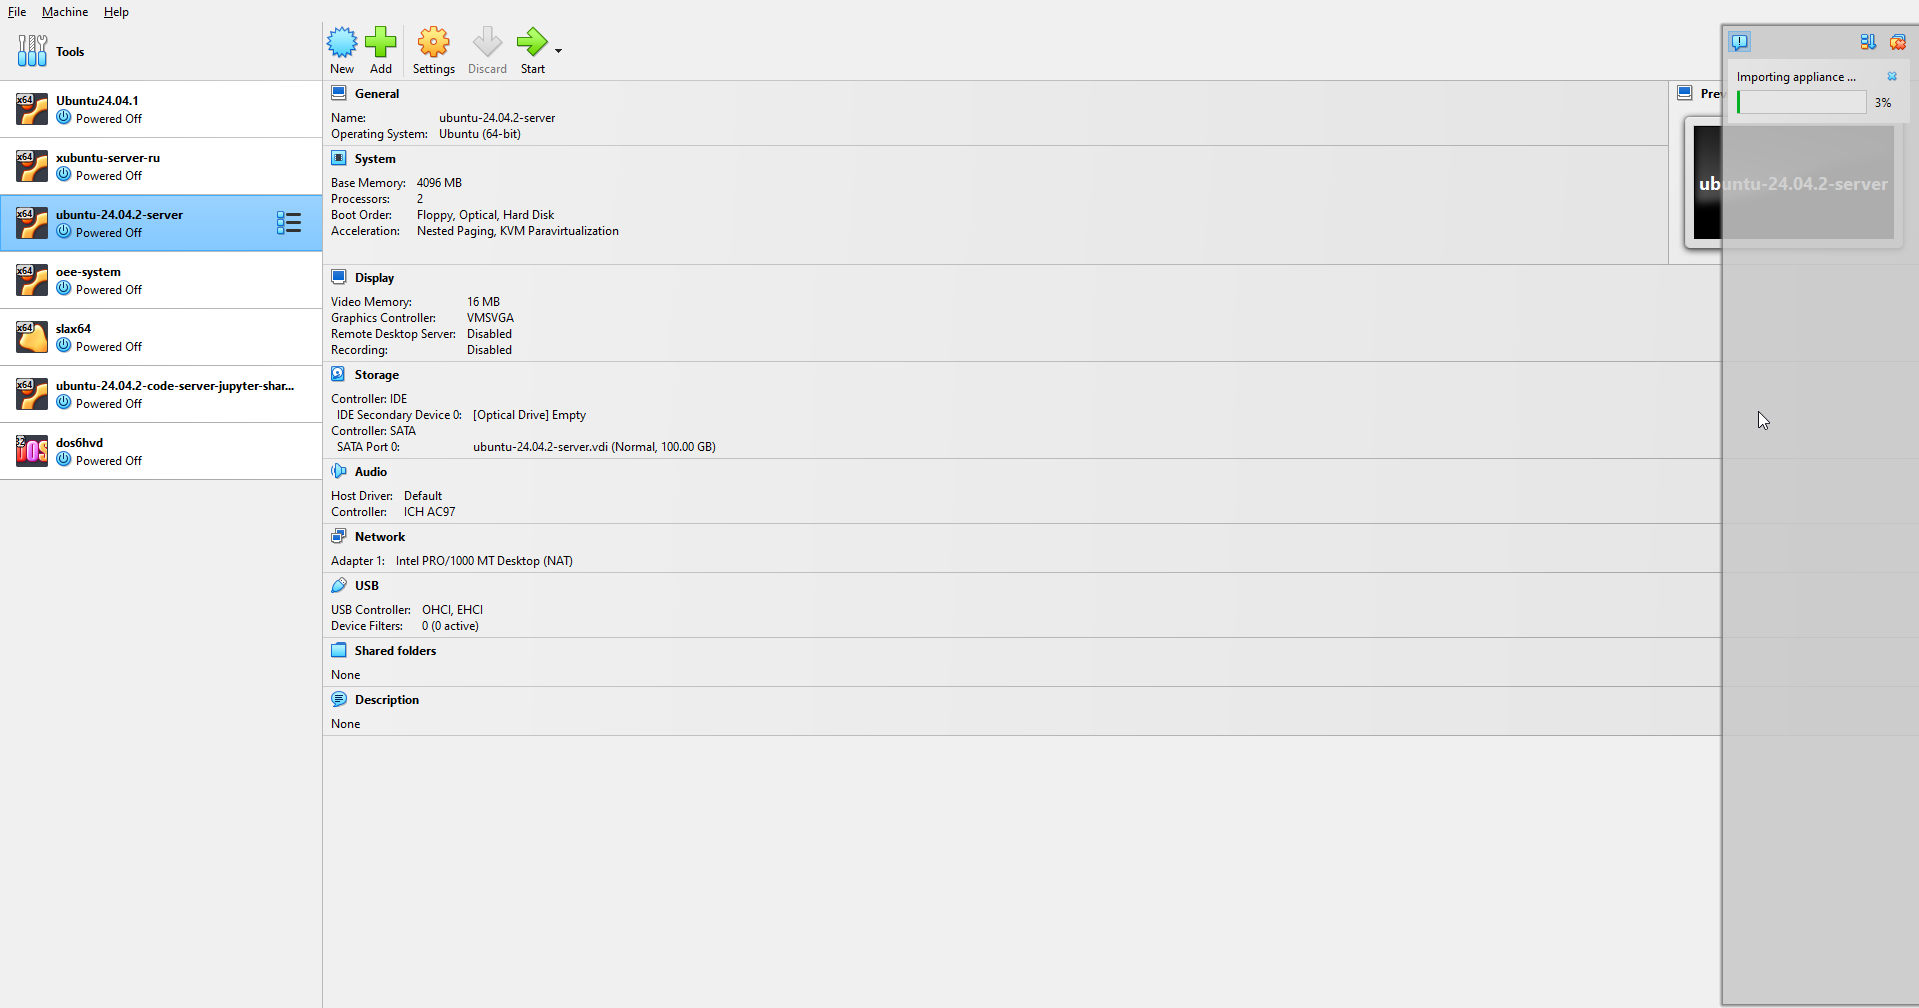 File Machine Help
Tools
New Add Settings Discard Start
Ubuntu24.04.1
Powered Off
xubuntu-server-ru
Powered Off
ubuntu-24.04.2-server
Powered Off
oee-system
Powered Off
slax64
Powered Off
ubuntu-24.04.2-code-server-jupyter-shar...
Powered Off
dos6hvd
Powered Off
General
Name: ubuntu-24.04.2-server
Operating System: Ubuntu (64-bit)
System
Base Memory: 4096 MB
Processors: 2
Boot Order: Floppy, Optical, Hard Disk
Acceleration: Nested Paging, KVM Paravirtualization
Display
Video Memory: 16 MB
Graphics Controller: VMSVGA
Remote Desktop Server: Disabled
Recording: Disabled
Storage
Controller: IDE
IDE Secondary Device 0: [Optical Drive] Empty
Controller: SATA
SATA Port 0: ubuntu-24.04.2-server.vdi (Normal, 100.00 GB)
Audio
Host Driver: Default
Controller: ICH AC97
Network
Adapter 1: Intel PRO/1000 MT Desktop (NAT)
USB
USB Controller: OHCI, EHCI
Device Filters: 0 (0 active)
Shared folders
None
Description
None
Prev
ubuntu-24.04.2-server
Importing appliance ...
3%